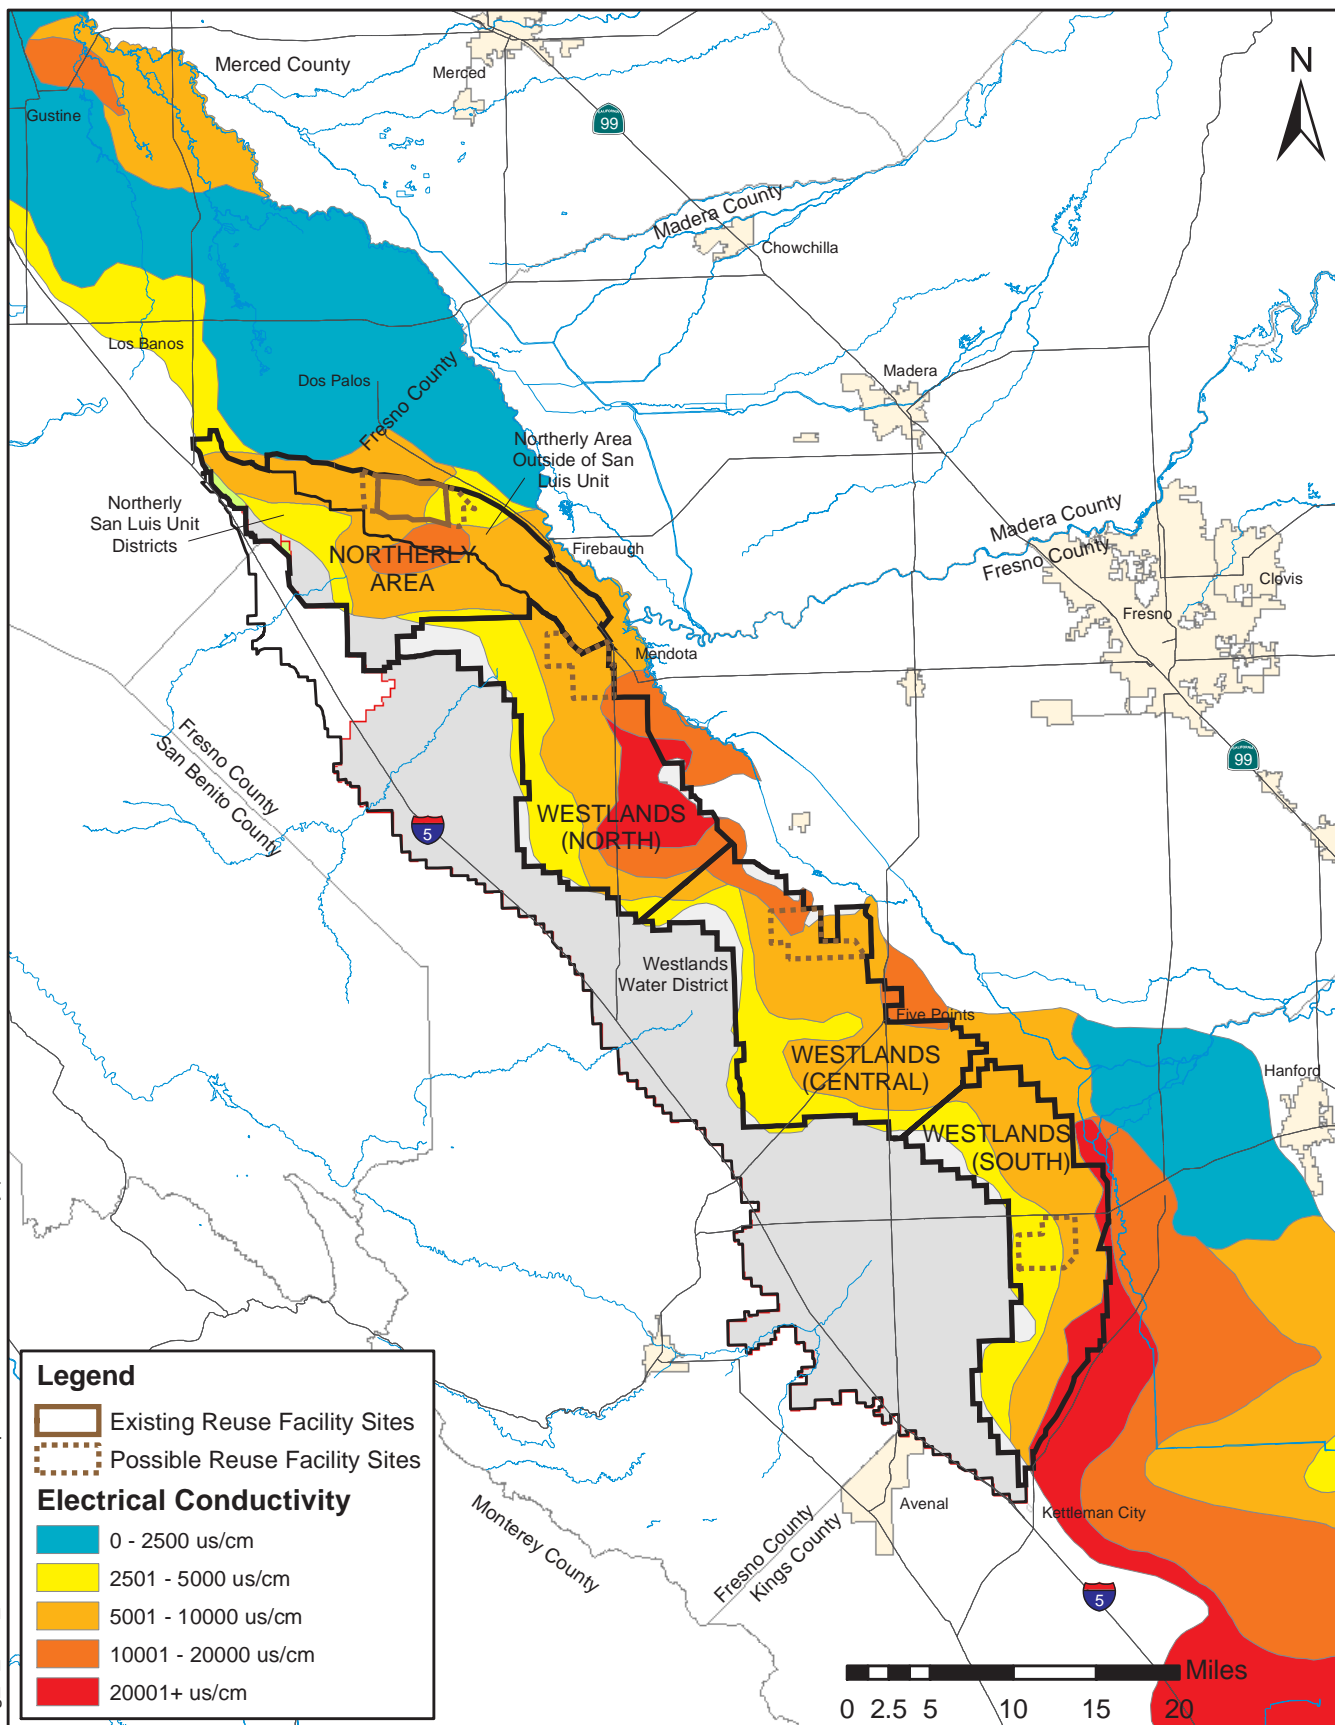 Merced County
Merced
N
99
Gustine
Madera County
Chowchilla
Los Banos
Dos Palos
Fresno County
Madera
Northerly Area
Outside of San
Luis Unit
Northerly
San Luis Unit
Districts
NORTHERLY
AREA
Firebaugh
Madera County
Fresno County
Clovis
Fresno
Mendota
Fresno County
San Benito County
99
5
WESTLANDS
(NORTH)
Westlands
Water District
Five Points
WESTLANDS
(CENTRAL)
Hanford
WESTLANDS
(SOUTH)
Legend
Existing Reuse Facility Sites
Possible Reuse Facility Sites
Electrical Conductivity
0 - 2500 us/cm
2501 - 5000 us/cm
5001 - 10000 us/cm
10001 - 20000 us/cm
20001+ us/cm
Avenal
Kettleman City
Monterey County
Fresno County
Kings County
5
Miles
0 2.5 5 10 15 20